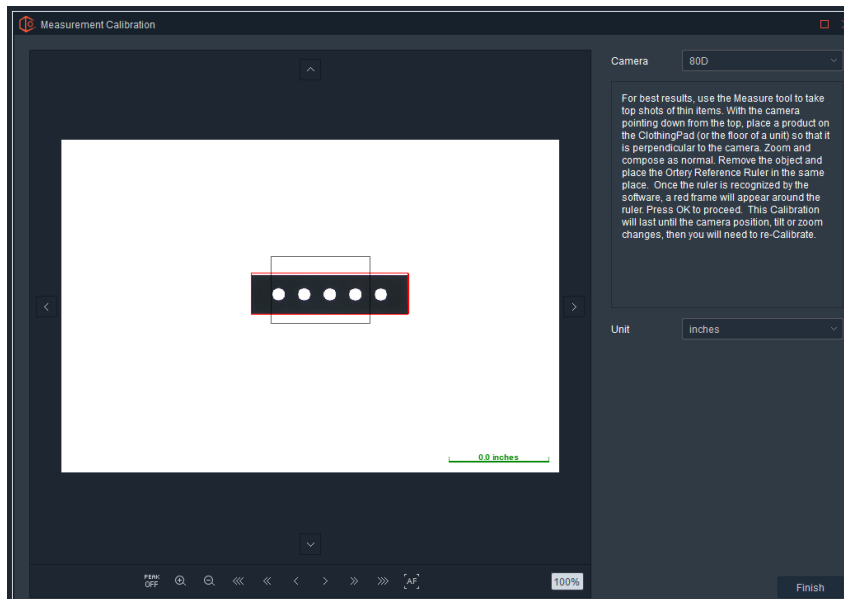 Measurement Calibration
Camera
80D
For best results, use the Measure tool to take
top shots of thin items. With the camera
pointing down from the top, place a product on
the ClothingPad (or the floor of a unit) so that it
is perpendicular to the camera. Zoom and
compose as normal. Remove the object and
place the Ortery Reference Ruler in the same
place.  Once the ruler is recognized by the
software, a red frame will appear around the
ruler. Press OK to proceed.  This Calibration
will last until the camera position, tilt or zoom
changes, then you will need to re-Calibrate.
Unit
inches
0.0 inches
PEAK
OFF
AF
100%
Finish